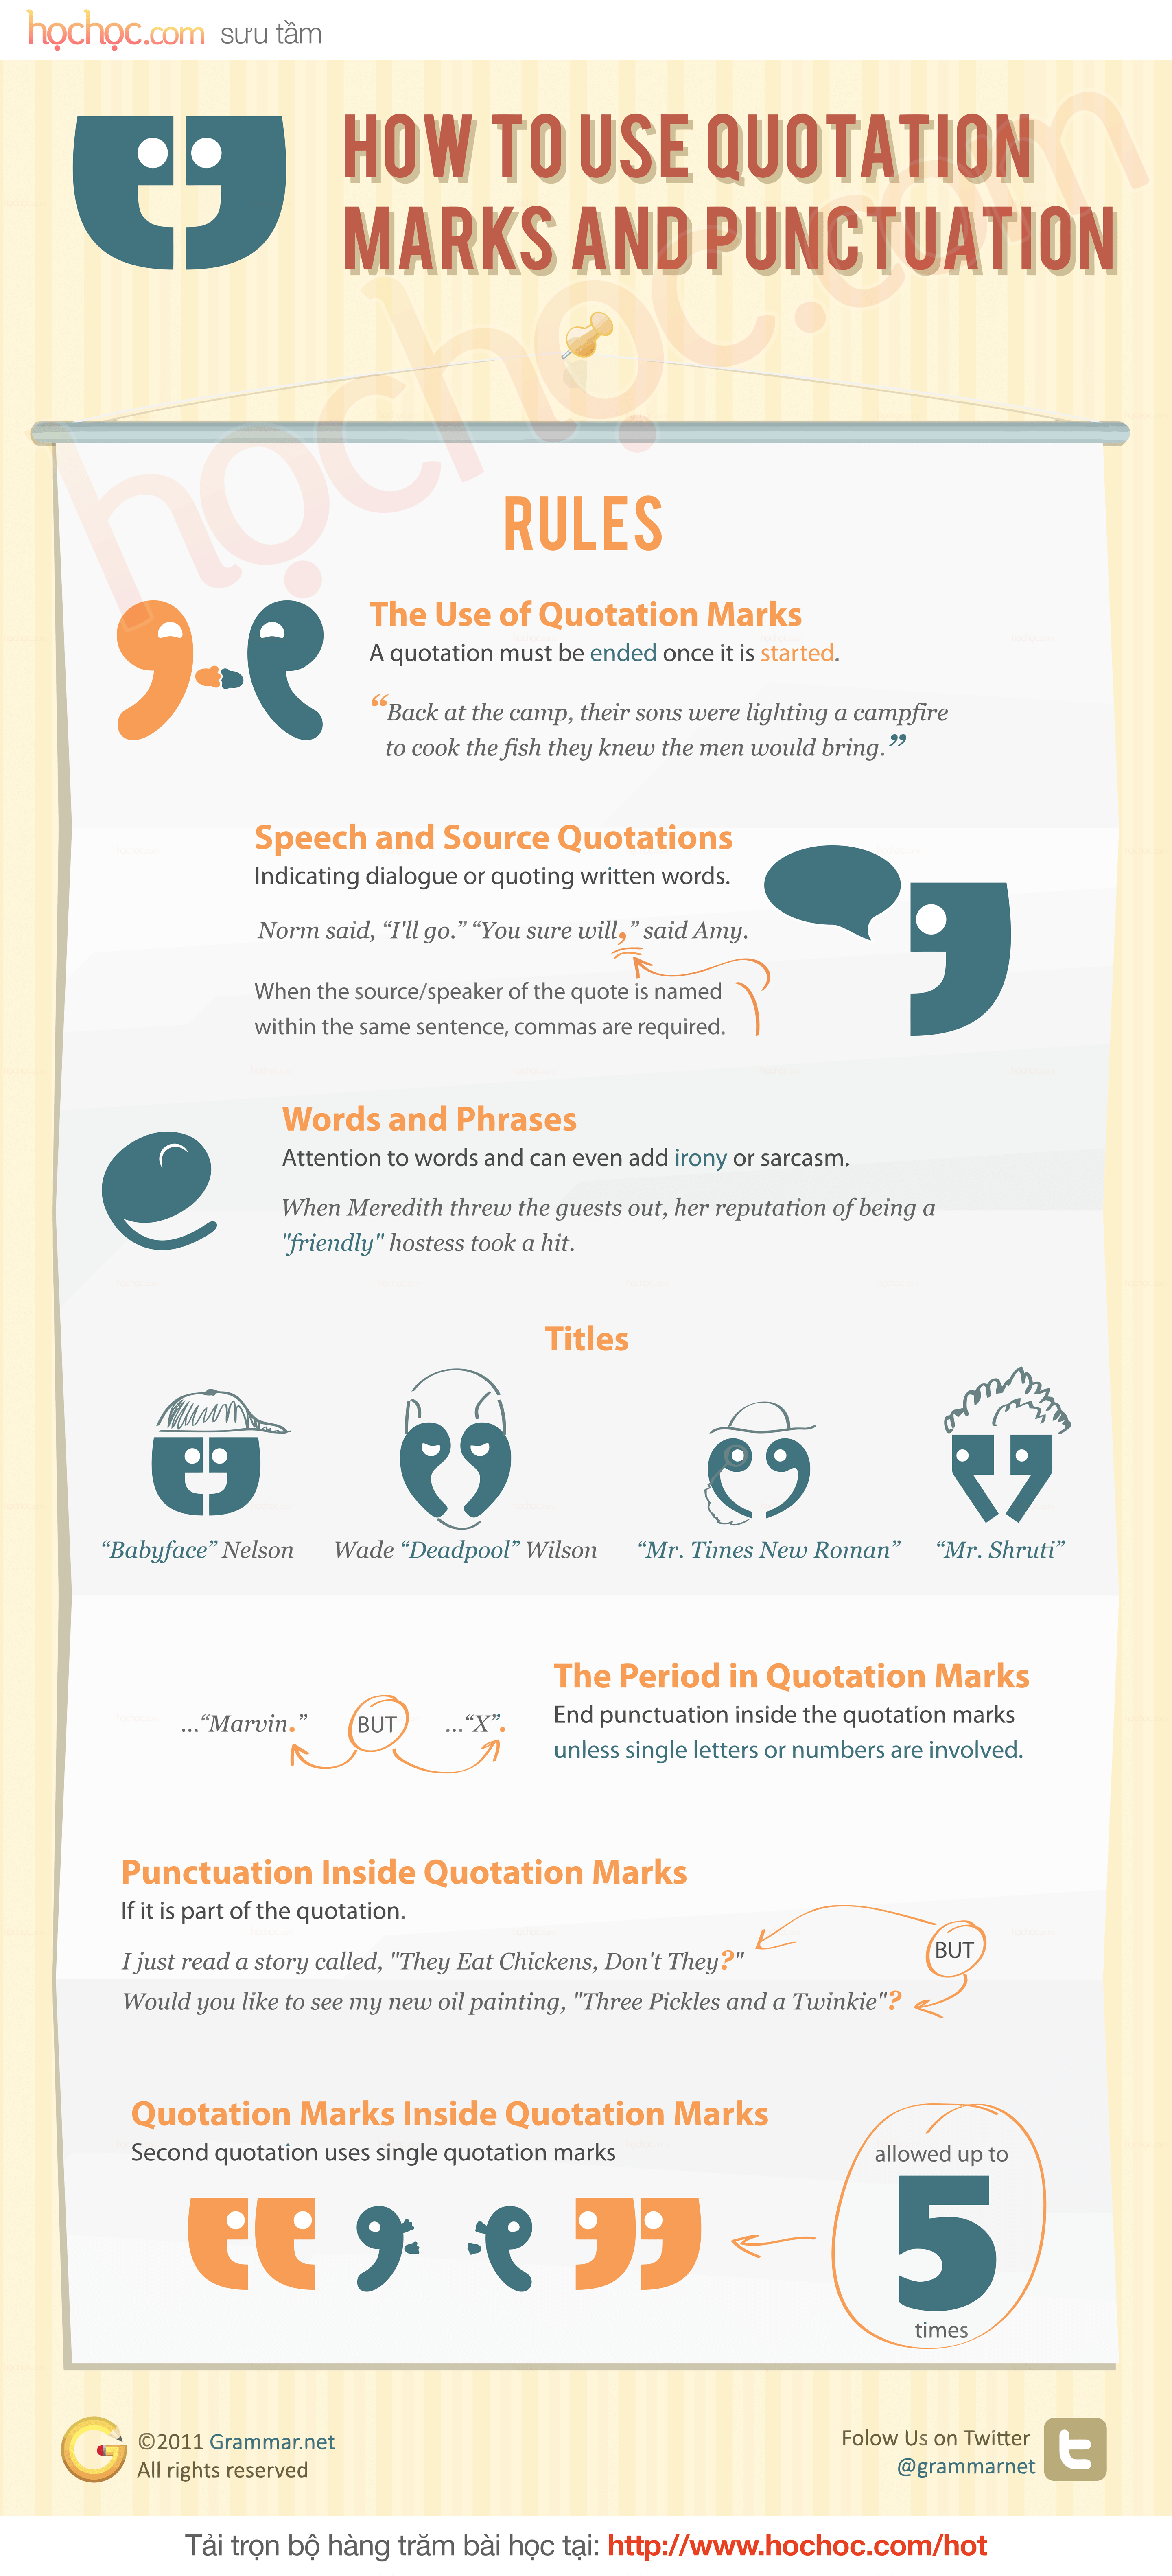 họchọc.com sưu tầm
HOW TO USE QUOTATION
MARKS AND PUNCTUATION
họchọc.com
RULES
The Use of Quotation Marks
A quotation must be ended once it is started.
“Back at the camp, their sons were lighting a campfire
to cook the fish they knew the men would bring.”
Speech and Source Quotations
Indicating dialogue or quoting written words.
Norm said, “I'll go.” “You sure will,” said Amy.
When the source/speaker of the quote is named
within the same sentence, commas are required.
Words and Phrases
Attention to words and can even add irony or sarcasm.
When Meredith threw the guests out, her reputation of being a
"friendly" hostess took a hit.
Titles
“Babyface” Nelson
Wade “Deadpool” Wilson
“Mr. Times New Roman”
“Mr. Shruti”
The Period in Quotation Marks
...“Marvin.” BUT ...“X”.
End punctuation inside the quotation marks
unless single letters or numbers are involved.
Punctuation Inside Quotation Marks
If it is part of the quotation.
I just read a story called, "They Eat Chickens, Don't They?"
BUT
Would you like to see my new oil painting, "Three Pickles and a Twinkie"?
Quotation Marks Inside Quotation Marks
Second quotation uses single quotation marks
allowed up to
5
times
©2011 Grammar.net
All rights reserved
Folow Us on Twitter
@grammarnet
Tải trọn bộ hàng trăm bài học tại: http://www.hochoc.com/hot